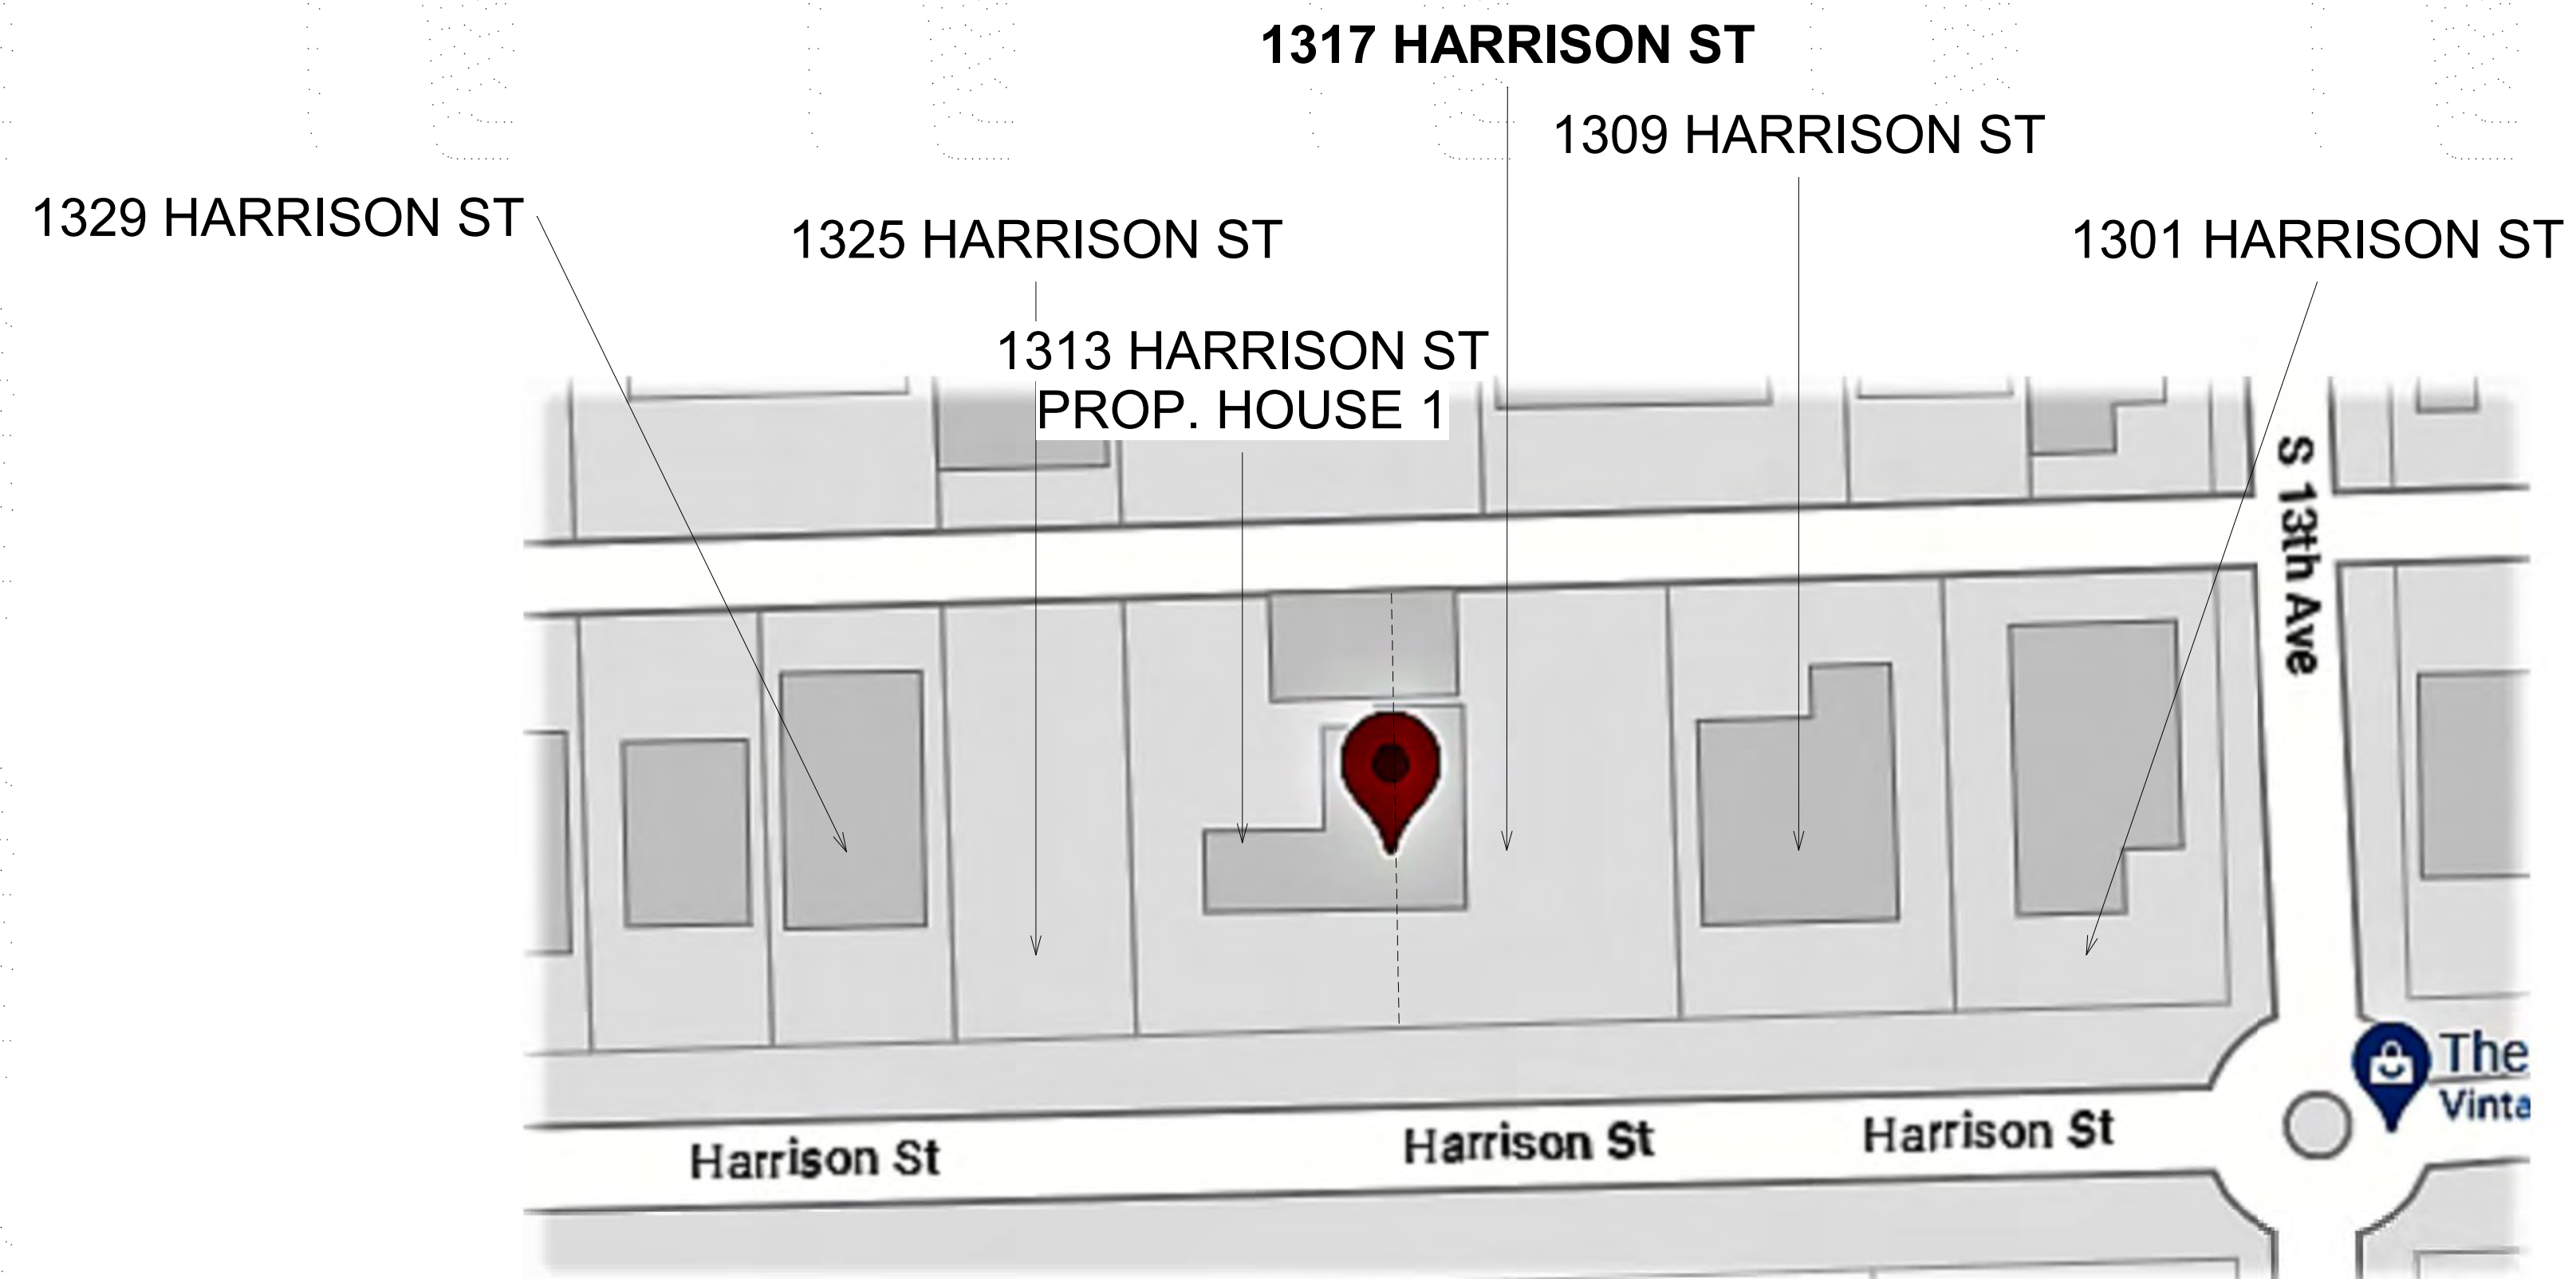 1317 HARRISON ST
1309 HARRISON ST
1329 HARRISON ST
1325 HARRISON ST
1301 HARRISON ST
1313 HARRISON ST
PROP. HOUSE 1
S 13th Ave
The
Vinta
Harrison St
Harrison St
Harrison St